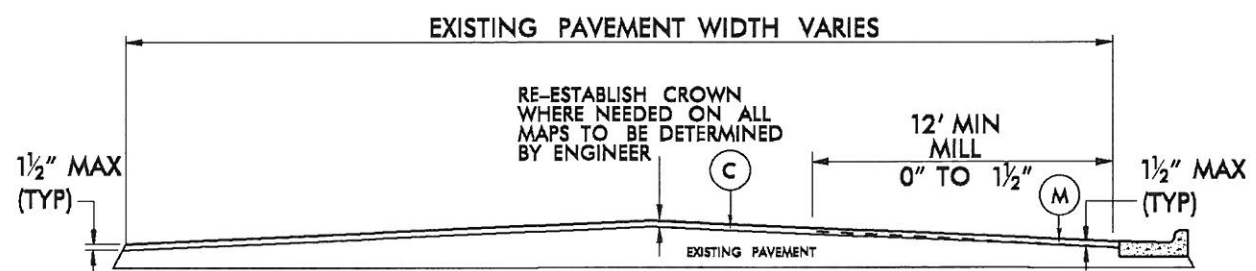 EXISTING PAVEMENT WIDTH VARIES
RE-ESTABLISH CROWN
WHERE NEEDED ON ALL
MAPS TO BE DETERMINED
BY ENGINEER
12' MIN
MILL
0" TO 1½"
1½" MAX
(TYP)
C
M
1½" MAX
(TYP)
EXISTING PAVEMENT